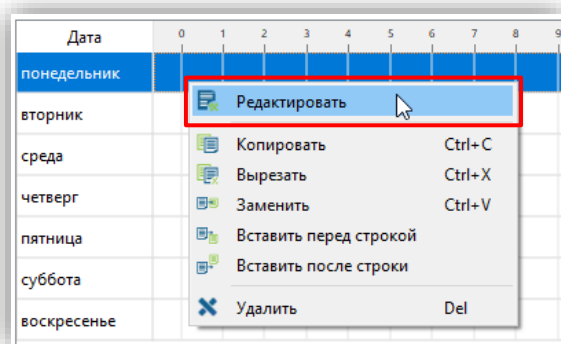 Дата 0 1 2 3 4 5 6 7 8 9
понедельник
Редактировать
вторник
Копировать Ctrl+C
среда
Вырезать Ctrl+X
четверг
Заменить Ctrl+V
пятница
Вставить перед строкой
Вставить после строки
суббота
Удалить Del
воскресенье